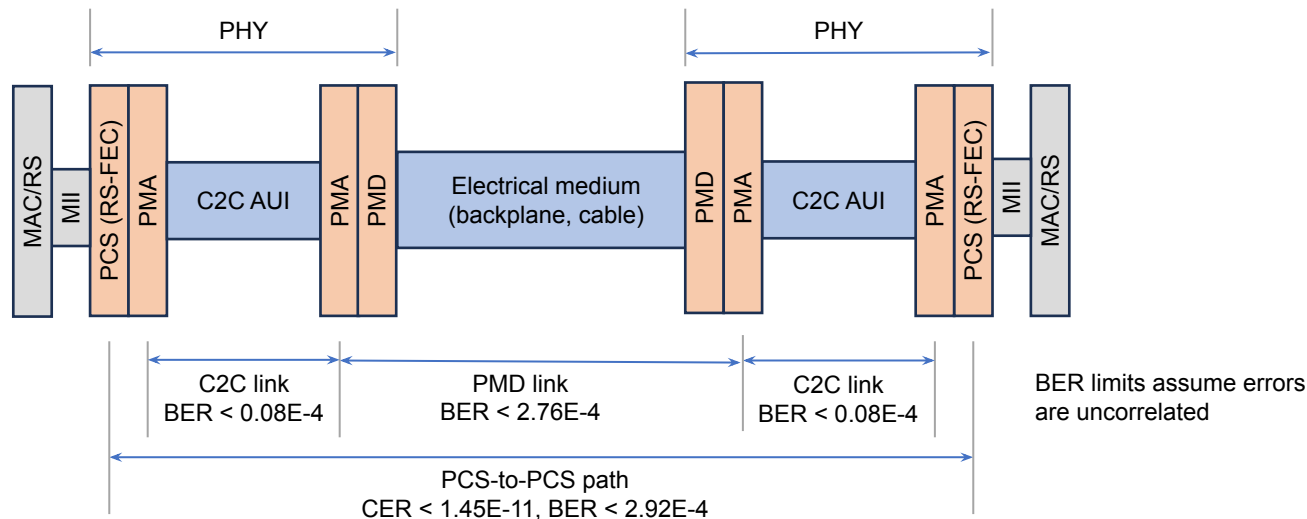 PHY
PHY
MAC/RS
MII
PCS (RS-FEC)
PMA
C2C AUI
PMA
PMD
Electrical medium
(backplane, cable)
PMD
PMA
C2C AUI
PMA
PCS (RS-FEC)
MII
MAC/RS
C2C link
BER < 0.08E-4
PMD link
BER < 2.76E-4
C2C link
BER < 0.08E-4
BER limits assume errors
are uncorrelated
PCS-to-PCS path
CER < 1.45E-11, BER < 2.92E-4